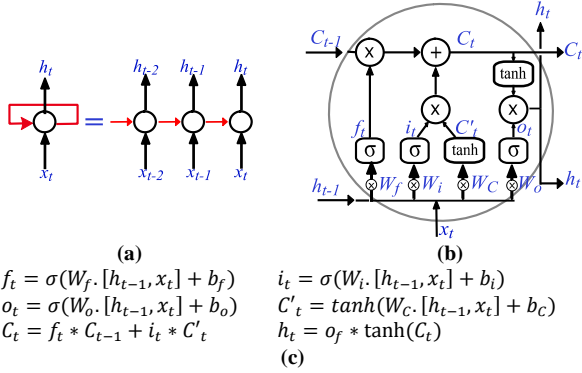 h_t h_{t-2} h_{t-1} h_t
=
x_t x_{t-2} x_{t-1} x_t
(a)
h_t
C_{t-1} × + C_t C_t
tanh
× ×
f_t i_t C'_t o_t
σ σ tanh σ
⊗ W_f ⊗ W_i ⊗ W_C ⊗ W_o
h_{t-1} h_t
x_t
(b)
f_t = σ(W_f. [h_{t−1}, x_t] + b_f) i_t = σ(W_i. [h_{t−1}, x_t] + b_i)
o_t = σ(W_o. [h_{t−1}, x_t] + b_o) C'_t = tanh(W_C. [h_{t−1}, x_t] + b_C)
C_t = f_t * C_{t−1} + i_t * C'_t h_t = o_f * tanh(C_t)
(c)